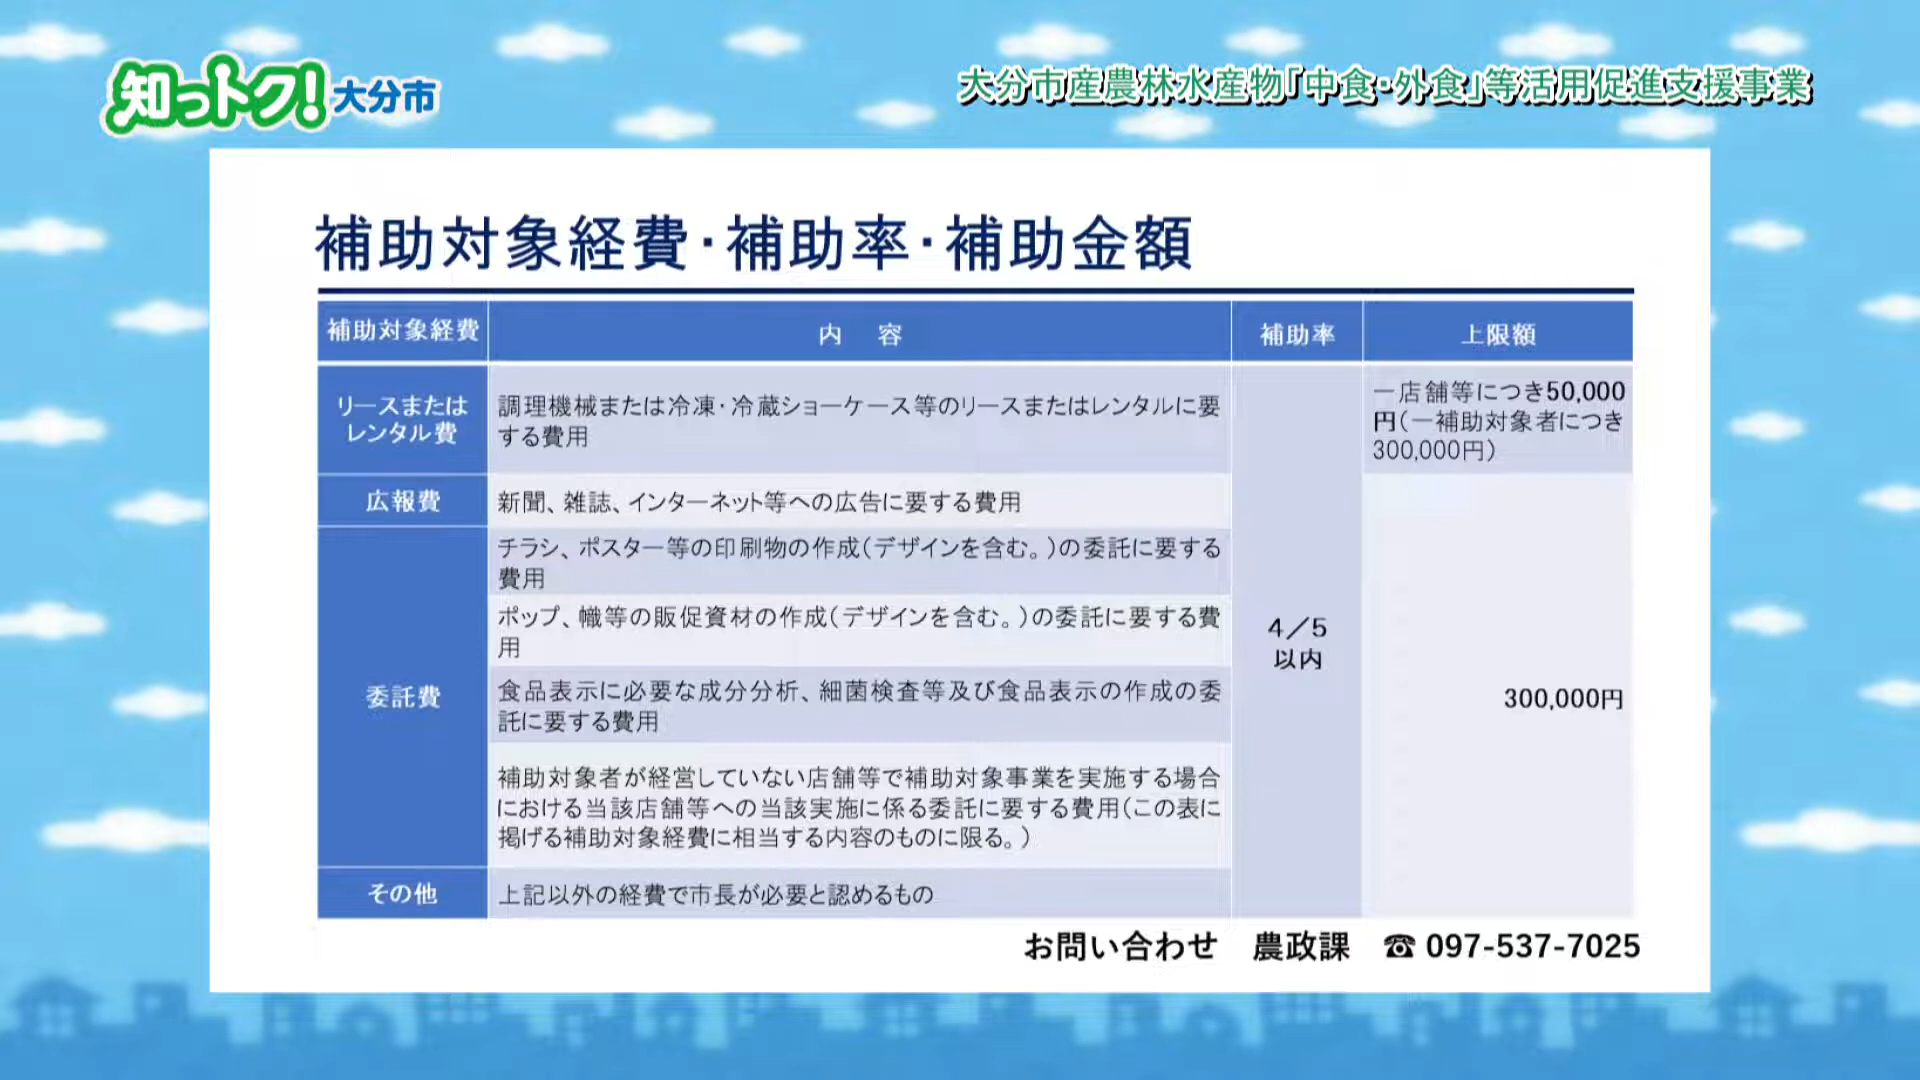 知っトク!大分市
大分市産農林水産物「中食・外食」等活用促進支援事業
補助対象経費・補助率・補助金額
補助対象経費
内 容
補助率
上限額
リースまたは
レンタル費
調理機械または冷凍・冷蔵ショーケース等のリースまたはレンタルに要
する費用
一店舗等につき50,000
円(一補助対象者につき
300,000円)
広報費
新聞、雑誌、インターネット等への広告に要する費用
委託費
チラシ、ポスター等の印刷物の作成(デザインを含む。)の委託に要する
費用
ポップ、幟等の販促資材の作成(デザインを含む。)の委託に要する費
用
食品表示に必要な成分分析、細菌検査等及び食品表示の作成の委
託に要する費用
補助対象者が経営していない店舗等で補助対象事業を実施する場合
における当該店舗等への当該実施に係る委託に要する費用(この表に
掲げる補助対象経費に相当する内容のものに限る。)
4/5
以内
300,000円
その他
上記以外の経費で市長が必要と認めるもの
お問い合わせ 農政課 ☎ 097-537-7025